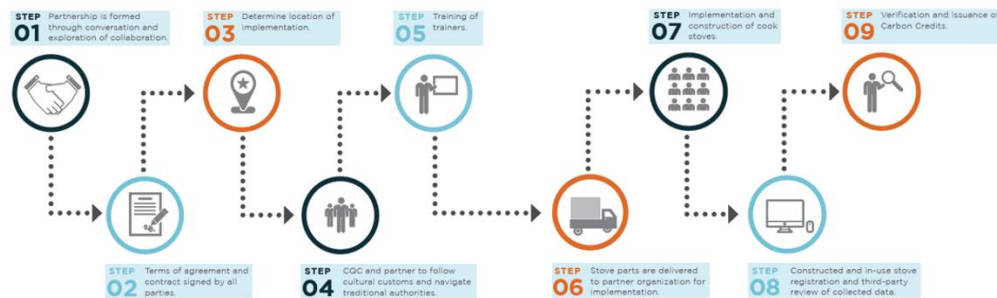 STEP 01
Partnership is formed
through conversation and
exploration of collaboration.
STEP 02
Terms of agreement and
contract signed by all
parties.
STEP 03
Determine location of
implementation.
STEP 04
CQC and partner to follow
cultural customs and navigate
traditional authorities.
STEP 05
Training of
trainers.
STEP 06
Stove parts are delivered
to partner organization for
implementation.
STEP 07
Implementation and
construction of cook
stoves.
STEP 08
Constructed and in-use stove
registration and third-party
review of collected data.
STEP 09
Verification and issuance o
Carbon Credits.